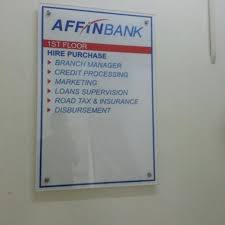 AFFINBANK
1ST FLOOR
HIRE PURCHASE
BRANCH MANAGER
CREDIT PROCESSING
MARKETING
LOANS SUPERVISION
ROAD TAX & INSURANCE
DISBURSEMENT